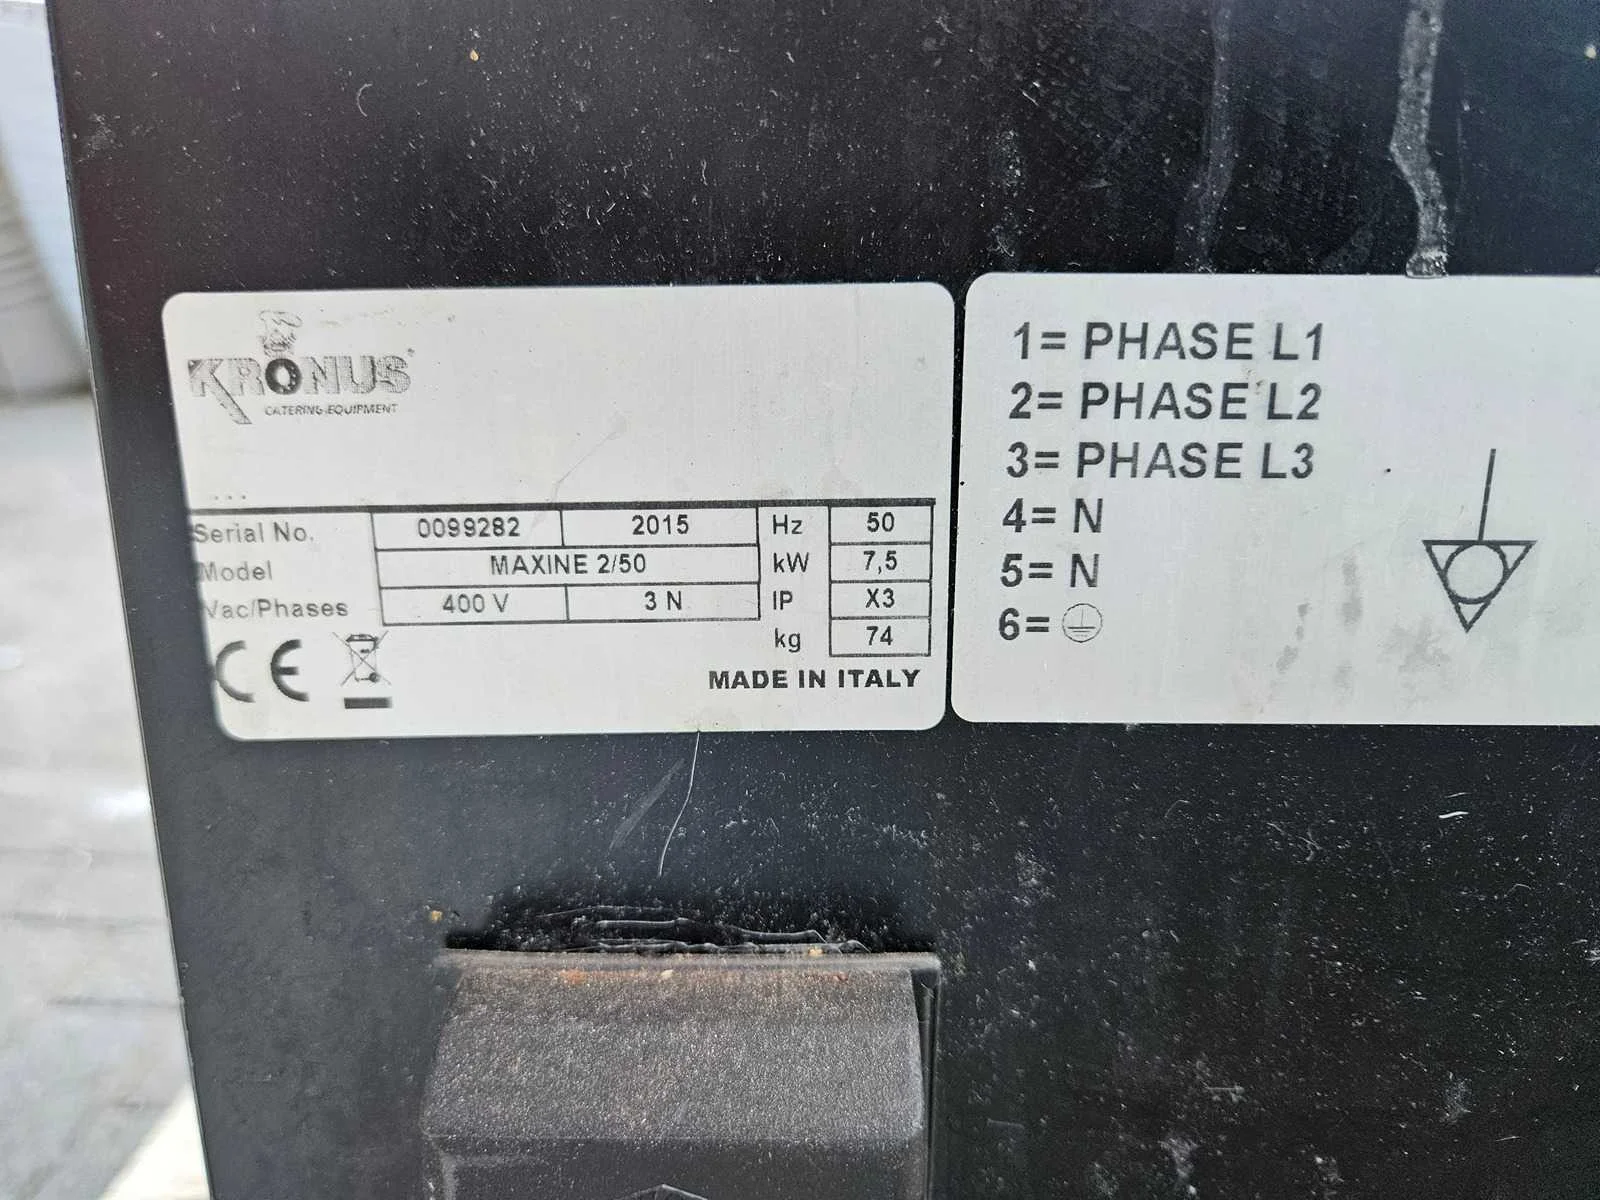 KRONUS
CATERING EQUIPMENT
...
Serial No. 0099282 2015 Hz 50
Model MAXINE 2/50 kW 7,5
Vac/Phases 400 V 3 N IP X3
kg 74
CE
MADE IN ITALY
1= PHASE L1
2= PHASE L2
3= PHASE L3
4= N
5= N
6=